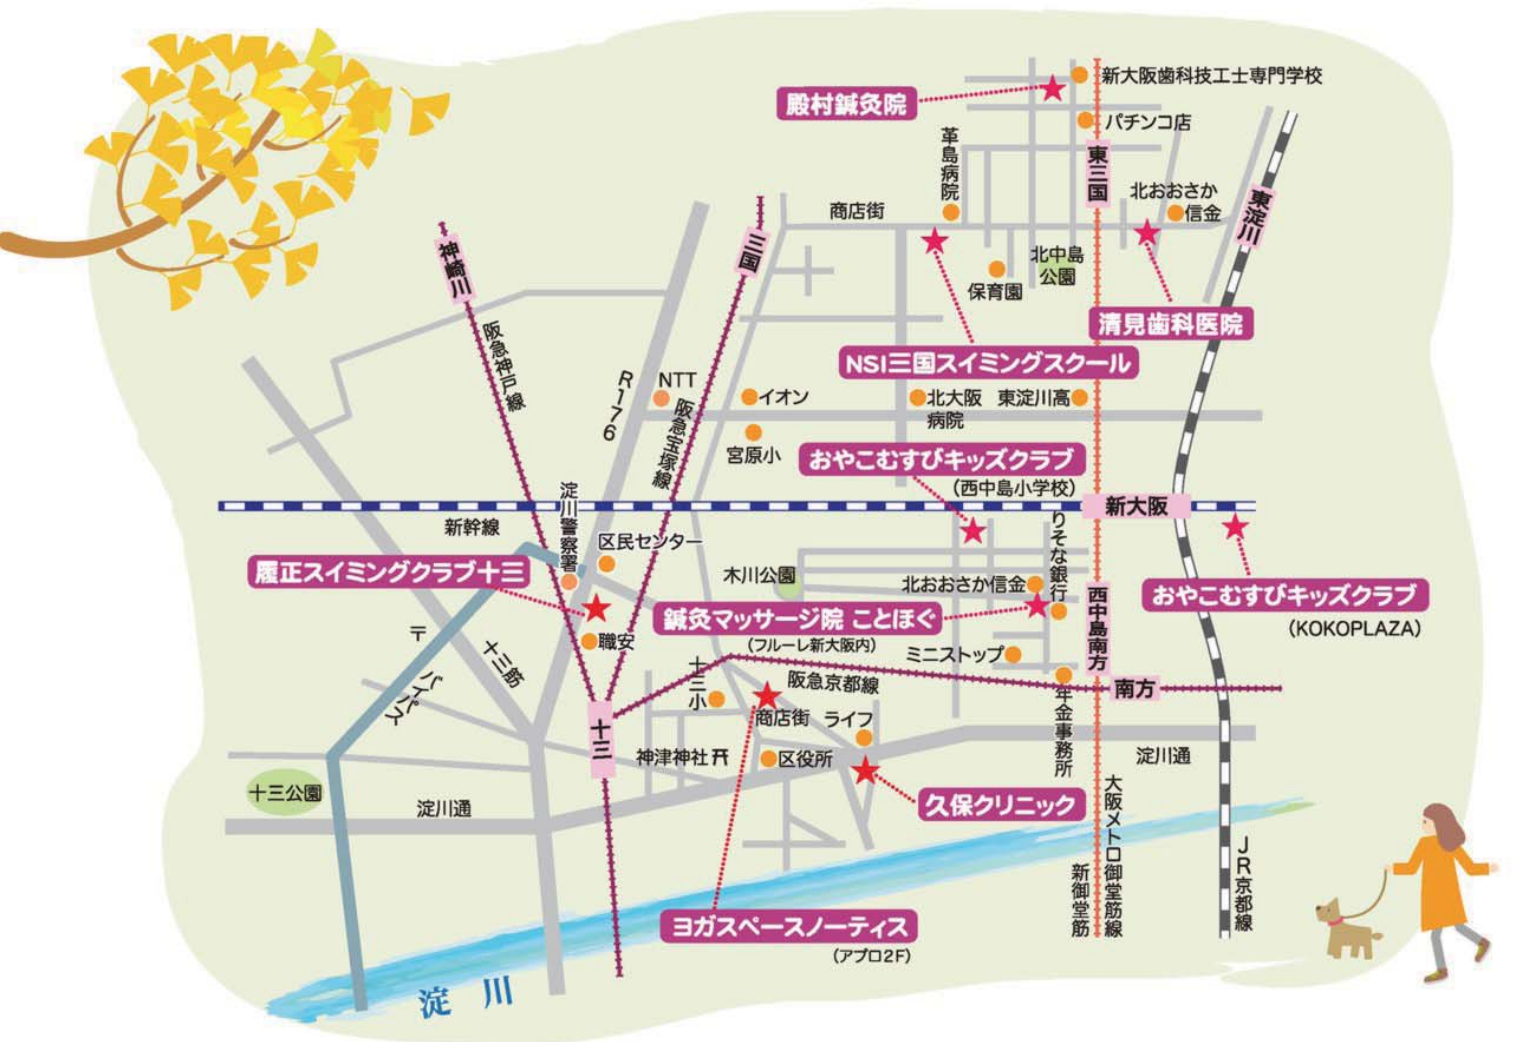 新大阪歯科技工士専門学校
殿村鍼灸院
パチンコ店
革島病院
東三国
北おおさか
信金
東淀川
商店街
神崎川
三国
北中島
公園
保育園
清見歯科医院
阪急神戸線
NSI三国スイミングスクール
R176
NTT
イオン
阪急宝塚線
北大阪
病院
東淀川高
宮原小
おやこむすびキッズクラブ
(西中島小学校)
淀川警察署
新大阪
新幹線
りそな銀行
区民センター
履正スイミングクラブ十三
木川公園
北おおさか信金
おやこむすびキッズクラブ
(KOKOPLAZA)
西中島南方
鍼灸マッサージ院 ことほぐ
(フルーレ新大阪内)
〒
職安
十三筋
ミニストップ
十三小
バイパス
阪急京都線
南方
年金事務所
商店街
ライフ
十三
神津神社
区役所
淀川通
十三公園
淀川通
久保クリニック
大阪メトロ御堂筋線
新御堂筋
JR京都線
ヨガスペースノーティス
(アプロ2F)
淀川